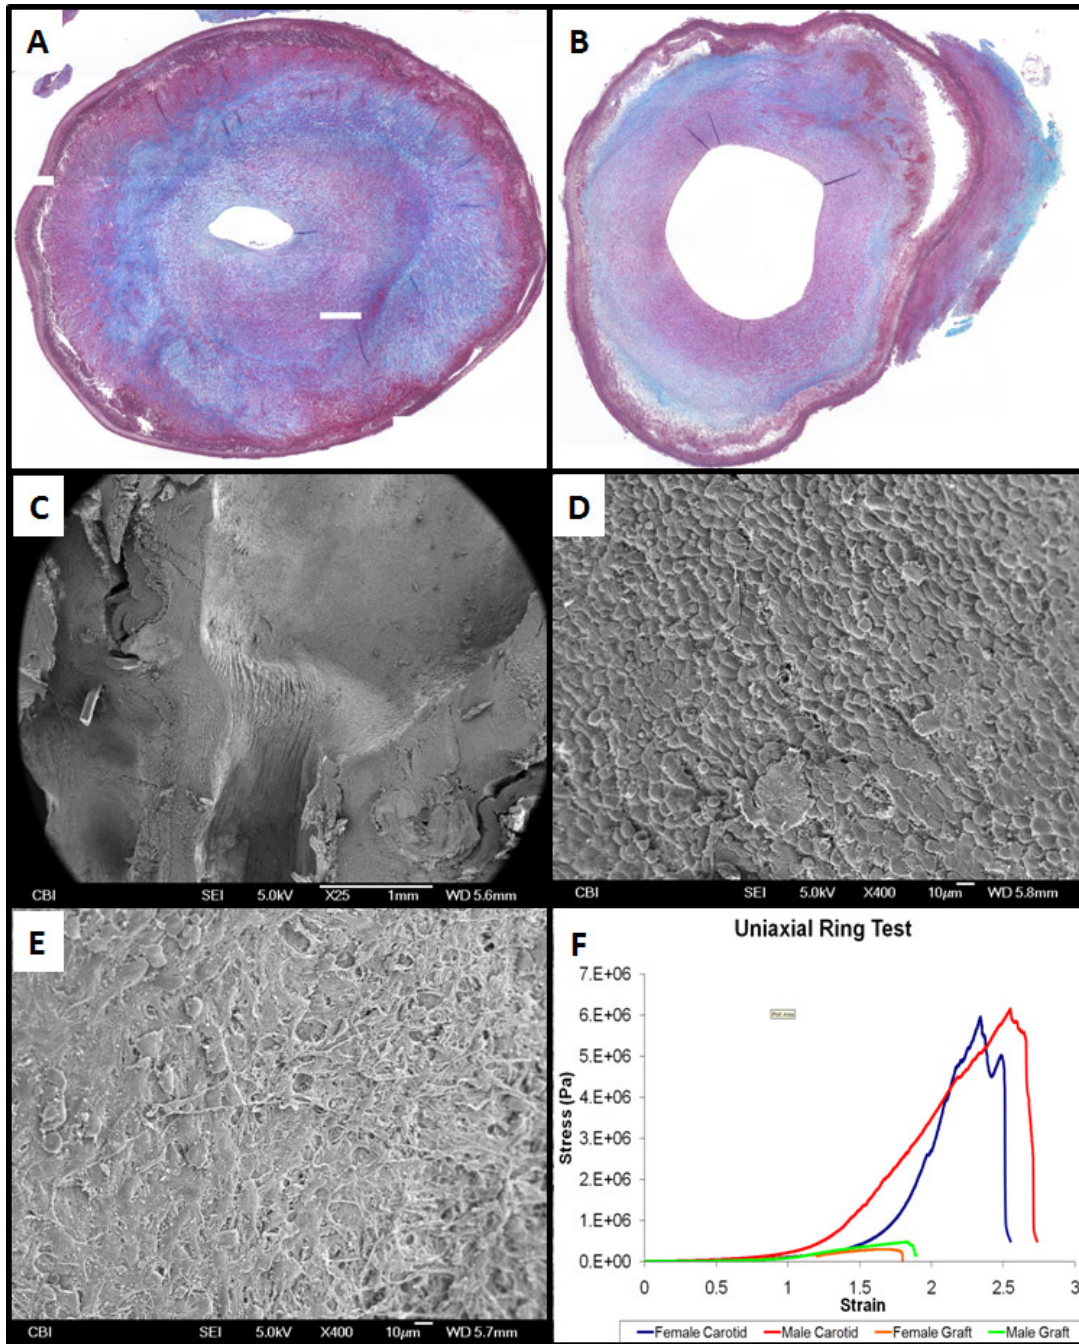 A
B
C
CBI SEI 5.0kV X25 1mm WD 5.6mm
D
CBI SEI 5.0kV X400 10µm WD 5.8mm
E
CBI SEI 5.0kV X400 10µm WD 5.7mm
F
Uniaxial Ring Test
7.E+06
6.E+06
5.E+06
4.E+06
3.E+06
2.E+06
1.E+06
0.E+00
Stress (Pa)
Plot Area
0 0.5 1 1.5 2 2.5 3
Strain
Female Carotid Male Carotid Female Graft Male Graft